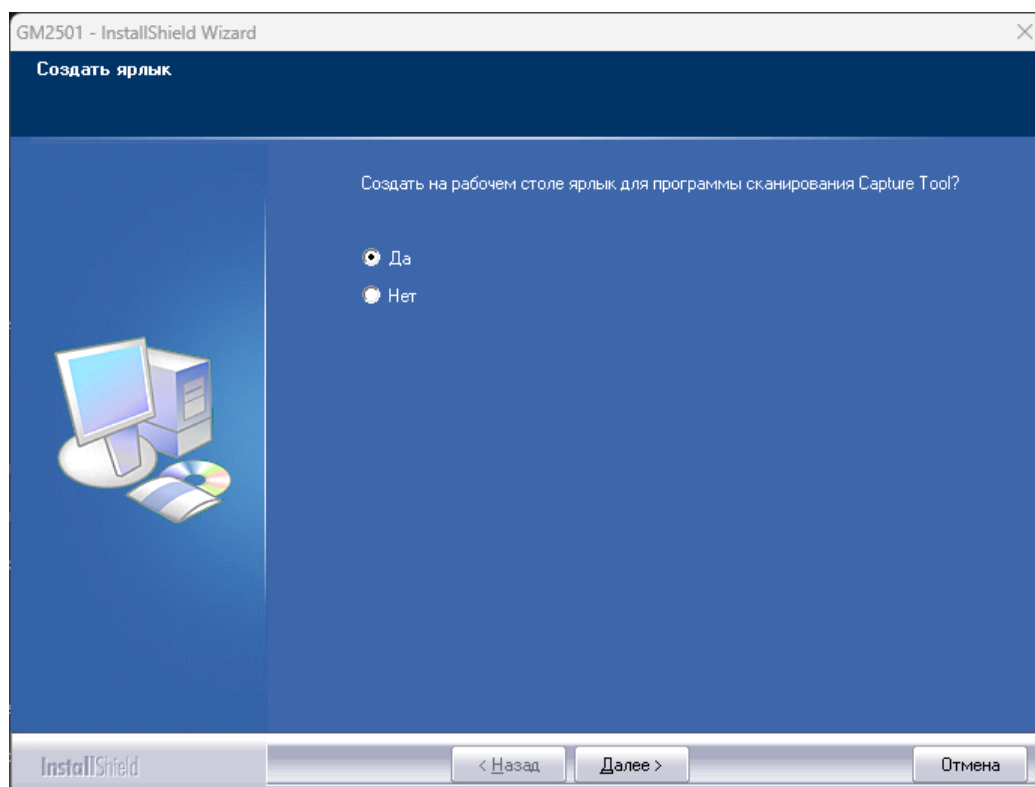 GM2501 - InstallShield Wizard
Создать ярлык
Создать на рабочем столе ярлык для программы сканирования Capture Tool?
Да
Нет
InstallShield
< Назад
Далее >
Отмена